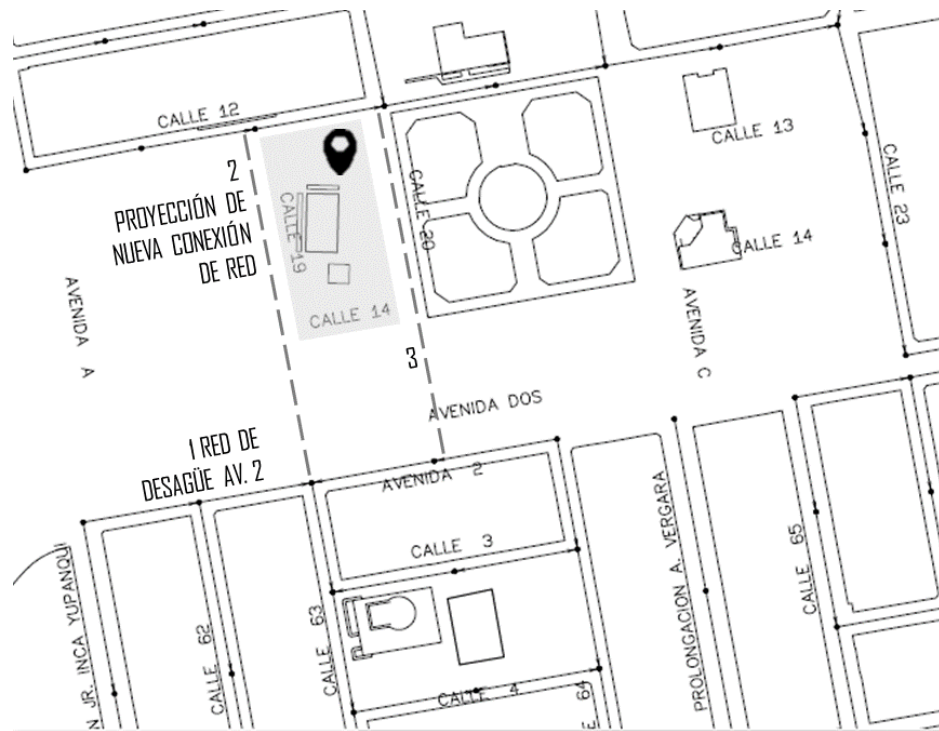 CALLE 12
CALLE 13
2
PROYECCIÓN DE
NUEVA CONEXIÓN
DE RED
CALLE 19
CALLE 20
CALLE 23
CALLE 14
CALLE 14
AVENIDA A
AVENIDA C
3
AVENIDA DOS
1 RED DE
DESAGÜE AV. 2
AVENIDA 2
CALLE 3
N JR. INCA YUPANQUI
CALLE 62
CALLE 63
PROLONGACION A. VERGARA
CALLE 65
CALLE 4
E 64